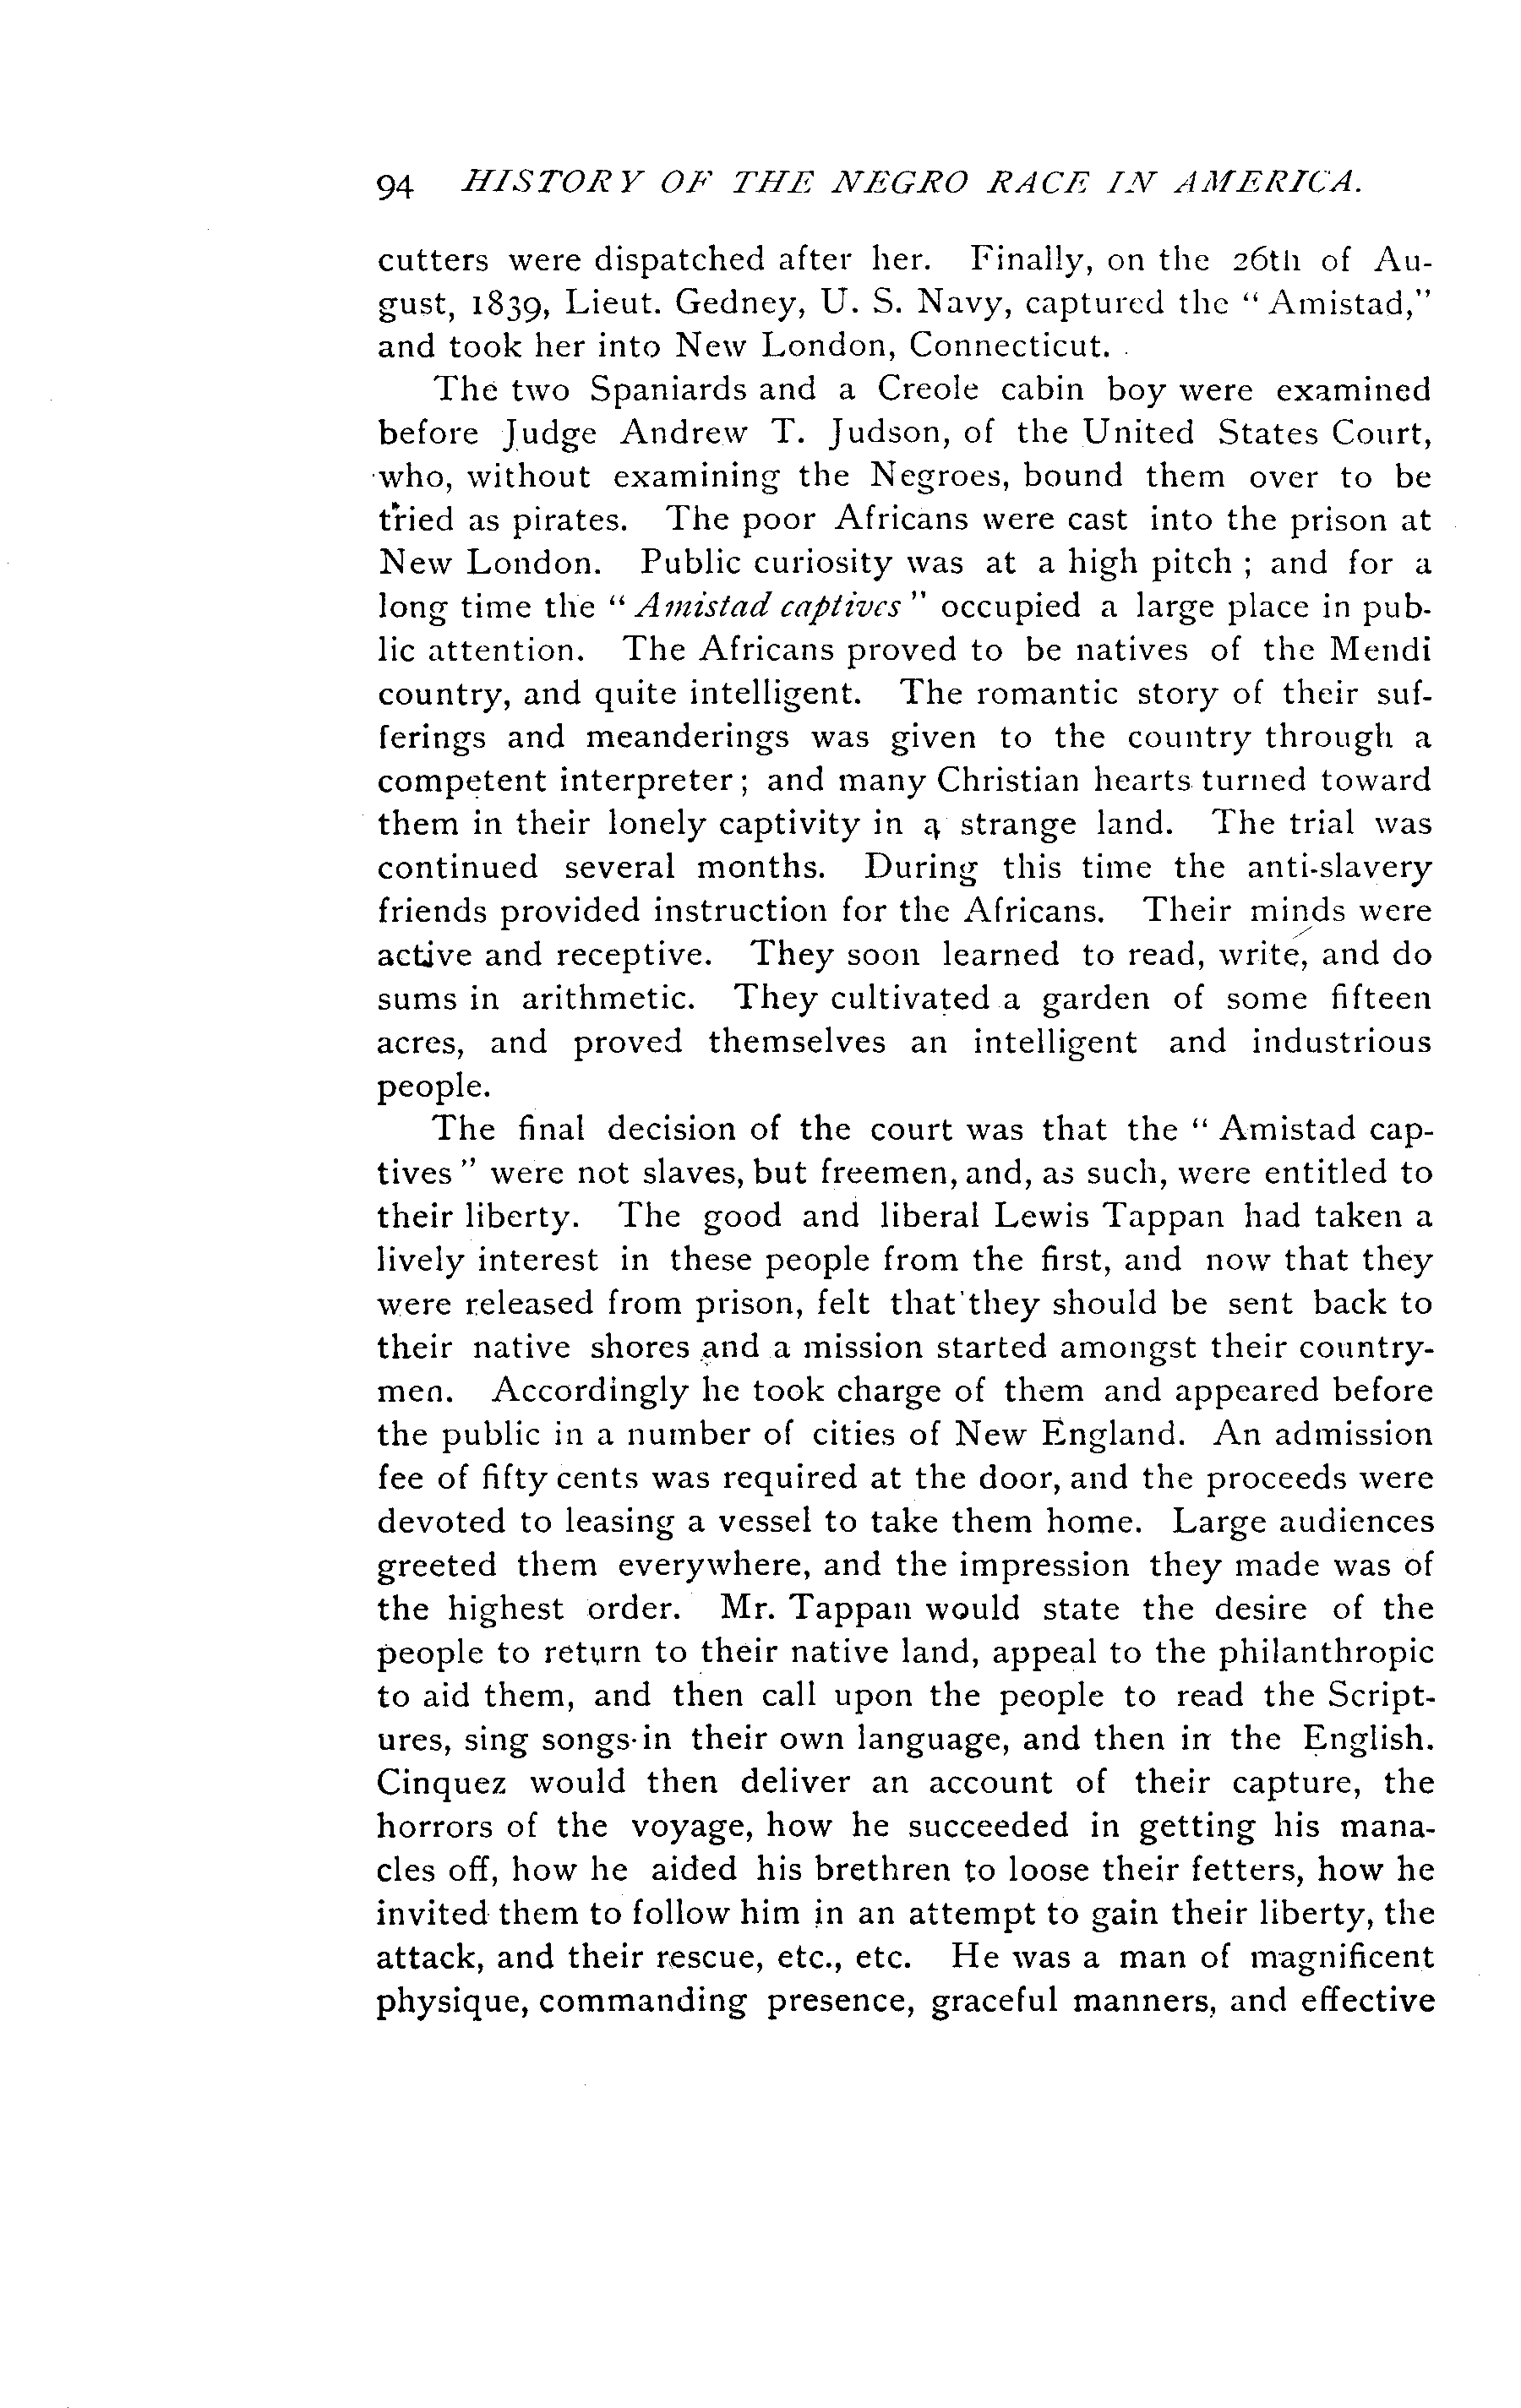 94 HISTORY OF THE NEGRO RACE IN AMERICA.
cutters were dispatched after her. Finally, on the 26th of Au-
gust, 1839, Lieut. Gedney, U. S. Navy, captured the “Amistad,”
and took her into New London, Connecticut.
The two Spaniards and a Creole cabin boy were examined
before Judge Andrew T. Judson, of the United States Court,
who, without examining the Negroes, bound them over to be
tried as pirates. The poor Africans were cast into the prison at
New London. Public curiosity was at a high pitch ; and for a
long time the “Amistad captives” occupied a large place in pub-
lic attention. The Africans proved to be natives of the Mendi
country, and quite intelligent. The romantic story of their suf-
ferings and meanderings was given to the country through a
competent interpreter ; and many Christian hearts turned toward
them in their lonely captivity in a strange land. The trial was
continued several months. During this time the anti-slavery
friends provided instruction for the Africans. Their minds were
active and receptive. They soon learned to read, write, and do
sums in arithmetic. They cultivated a garden of some fifteen
acres, and proved themselves an intelligent and industrious
people.
The final decision of the court was that the “Amistad cap-
tives” were not slaves, but freemen, and, as such, were entitled to
their liberty. The good and liberal Lewis Tappan had taken a
lively interest in these people from the first, and now that they
were released from prison, felt that they should be sent back to
their native shores and a mission started amongst their country-
men. Accordingly he took charge of them and appeared before
the public in a number of cities of New England. An admission
fee of fifty cents was required at the door, and the proceeds were
devoted to leasing a vessel to take them home. Large audiences
greeted them everywhere, and the impression they made was of
the highest order. Mr. Tappan would state the desire of the
people to return to their native land, appeal to the philanthropic
to aid them, and then call upon the people to read the Script-
ures, sing songs in their own language, and then in the English.
Cinquez would then deliver an account of their capture, the
horrors of the voyage, how he succeeded in getting his mana-
cles off, how he aided his brethren to loose their fetters, how he
invited them to follow him in an attempt to gain their liberty, the
attack, and their rescue, etc., etc. He was a man of magnificent
physique, commanding presence, graceful manners, and effective